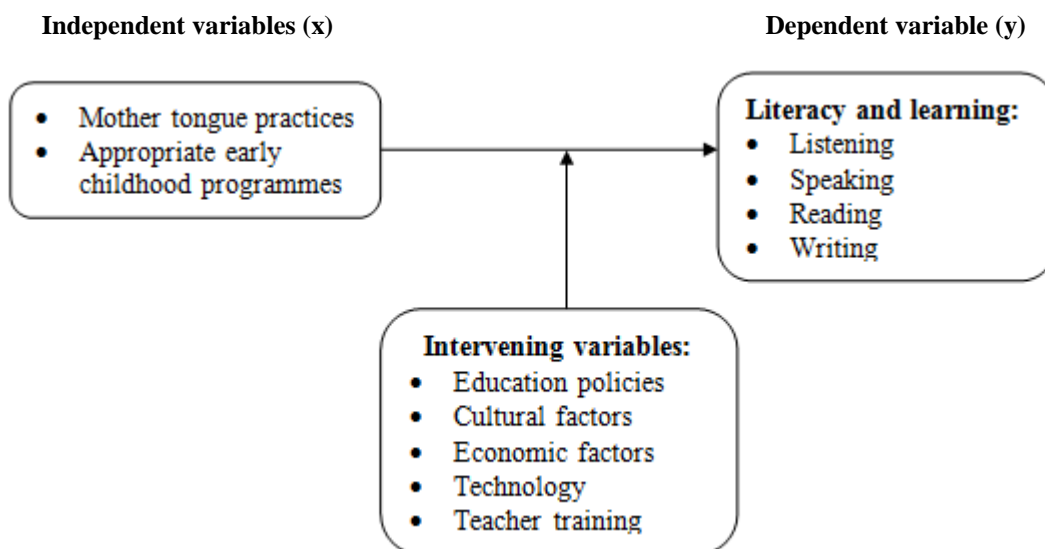 Independent variables (x)
Dependent variable (y)
• Mother tongue practices
• Appropriate early
childhood programmes
Literacy and learning:
• Listening
• Speaking
• Reading
• Writing
Intervening variables:
• Education policies
• Cultural factors
• Economic factors
• Technology
• Teacher training